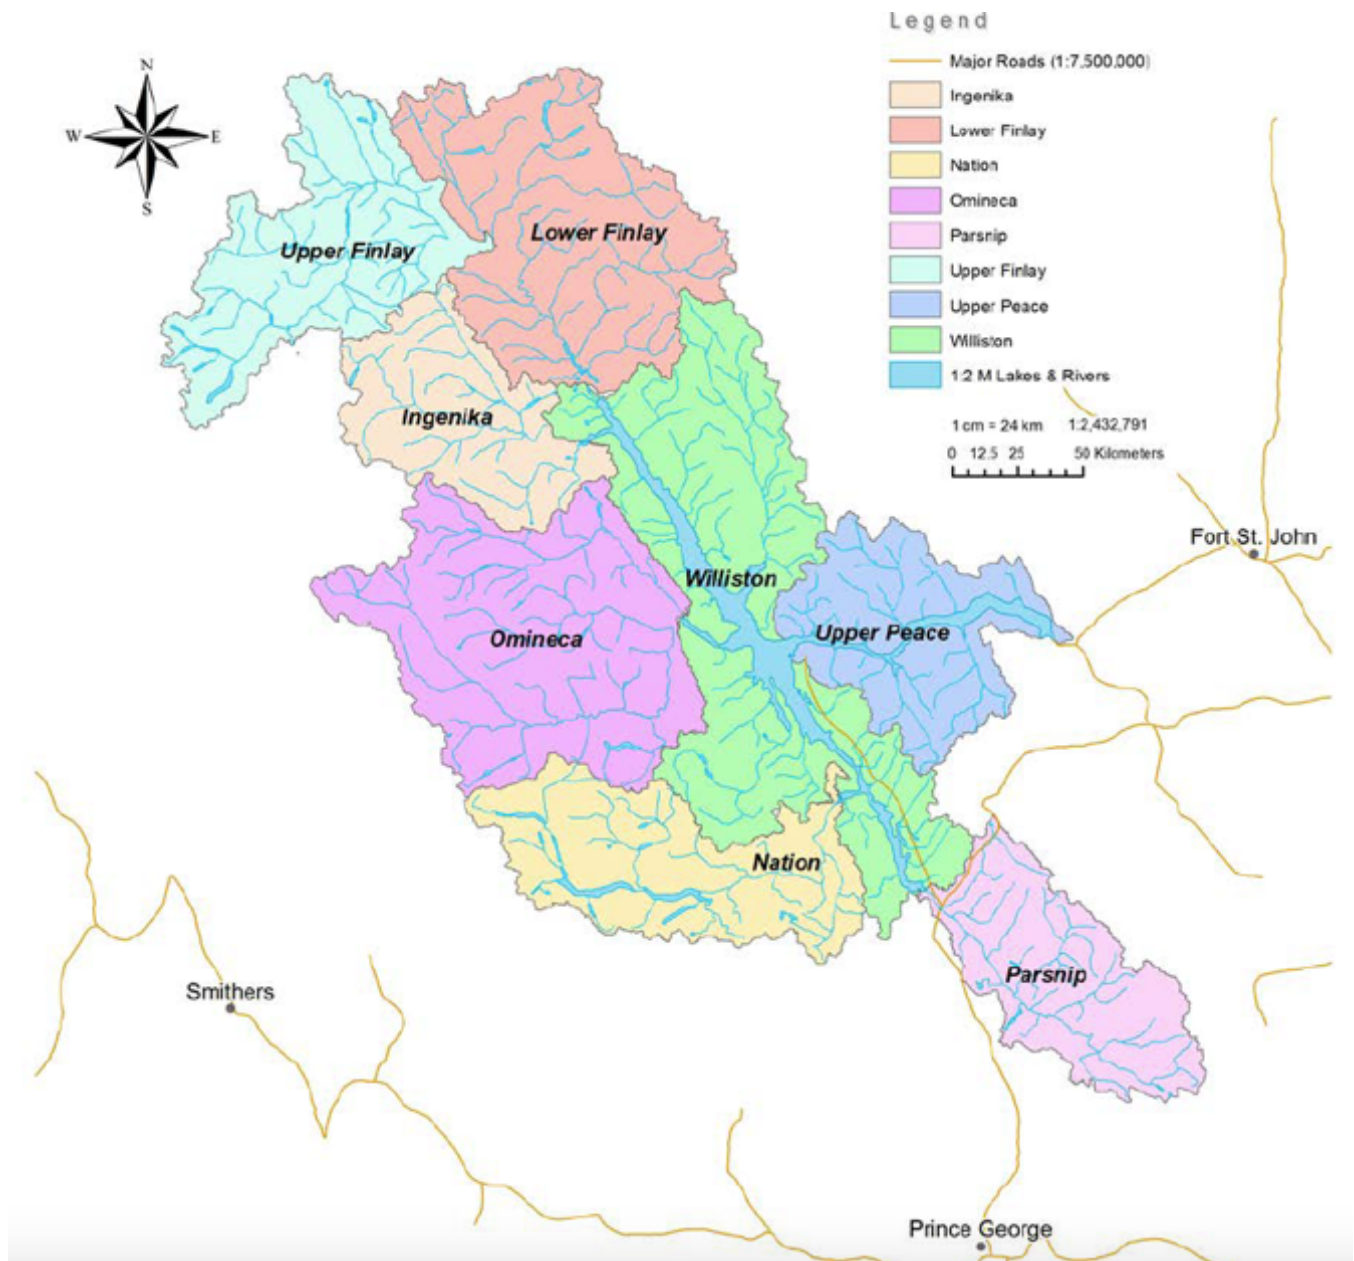 Legend
Major Roads (1:7,500,000)
Ingenika
Lower Finlay
Nation
Omineca
Parsnip
Upper Finlay
Upper Peace
Williston
1:2 M Lakes & Rivers
1 cm = 24 km 1:2,432,791
0 12.5 25 50 Kilometers
N
W E
S
Upper Finlay
Lower Finlay
Ingenika
Fort St. John
Williston
Omineca
Upper Peace
Nation
Parsnip
Smithers
Prince George